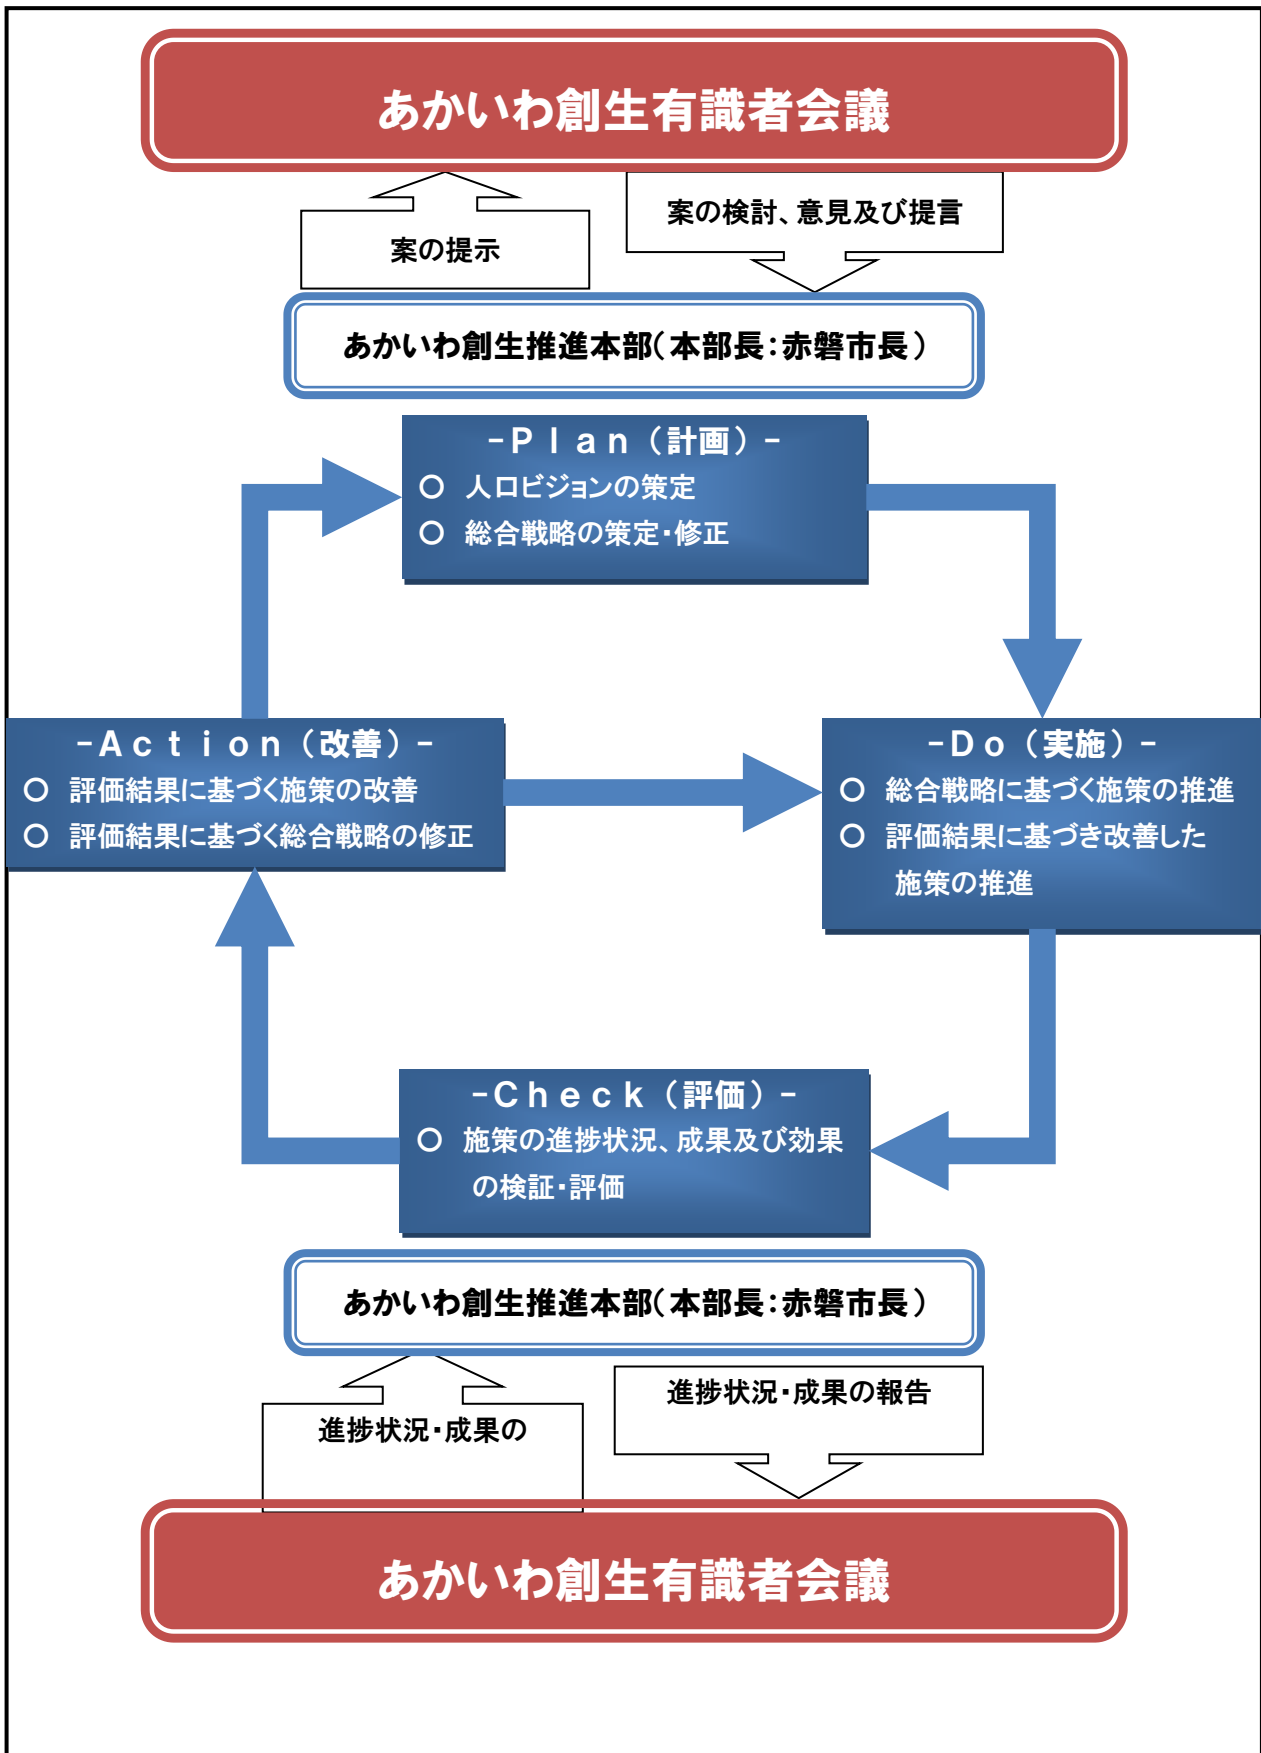 あかいわ創生有識者会議
案の提示
案の検討、意見及び提言
あかいわ創生推進本部(本部長:赤磐市長)
-Plan(計画)-
○ 人口ビジョンの策定
○ 総合戦略の策定・修正
-Action(改善)-
○ 評価結果に基づく施策の改善
○ 評価結果に基づく総合戦略の修正
-Do(実施)-
○ 総合戦略に基づく施策の推進
○ 評価結果に基づき改善した
施策の推進
-Check(評価)-
○ 施策の進捗状況、成果及び効果
の検証・評価
あかいわ創生推進本部(本部長:赤磐市長)
進捗状況・成果の
進捗状況・成果の報告
あかいわ創生有識者会議